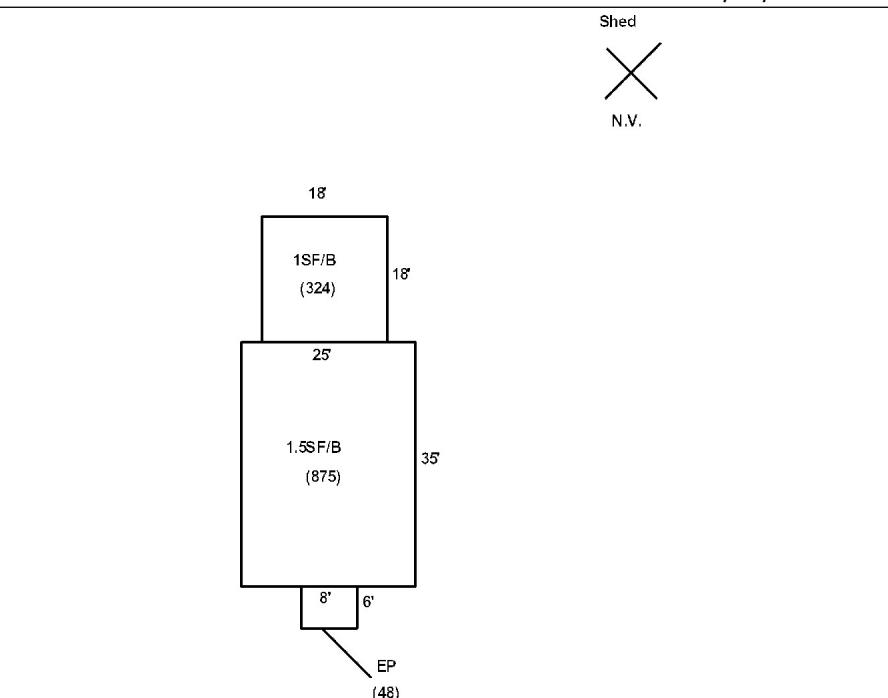 Shed
N.V.
18'
1SF/B
(324)
18'
25'
1.5SF/B
(875)
35'
8'
6'
EP
(48)